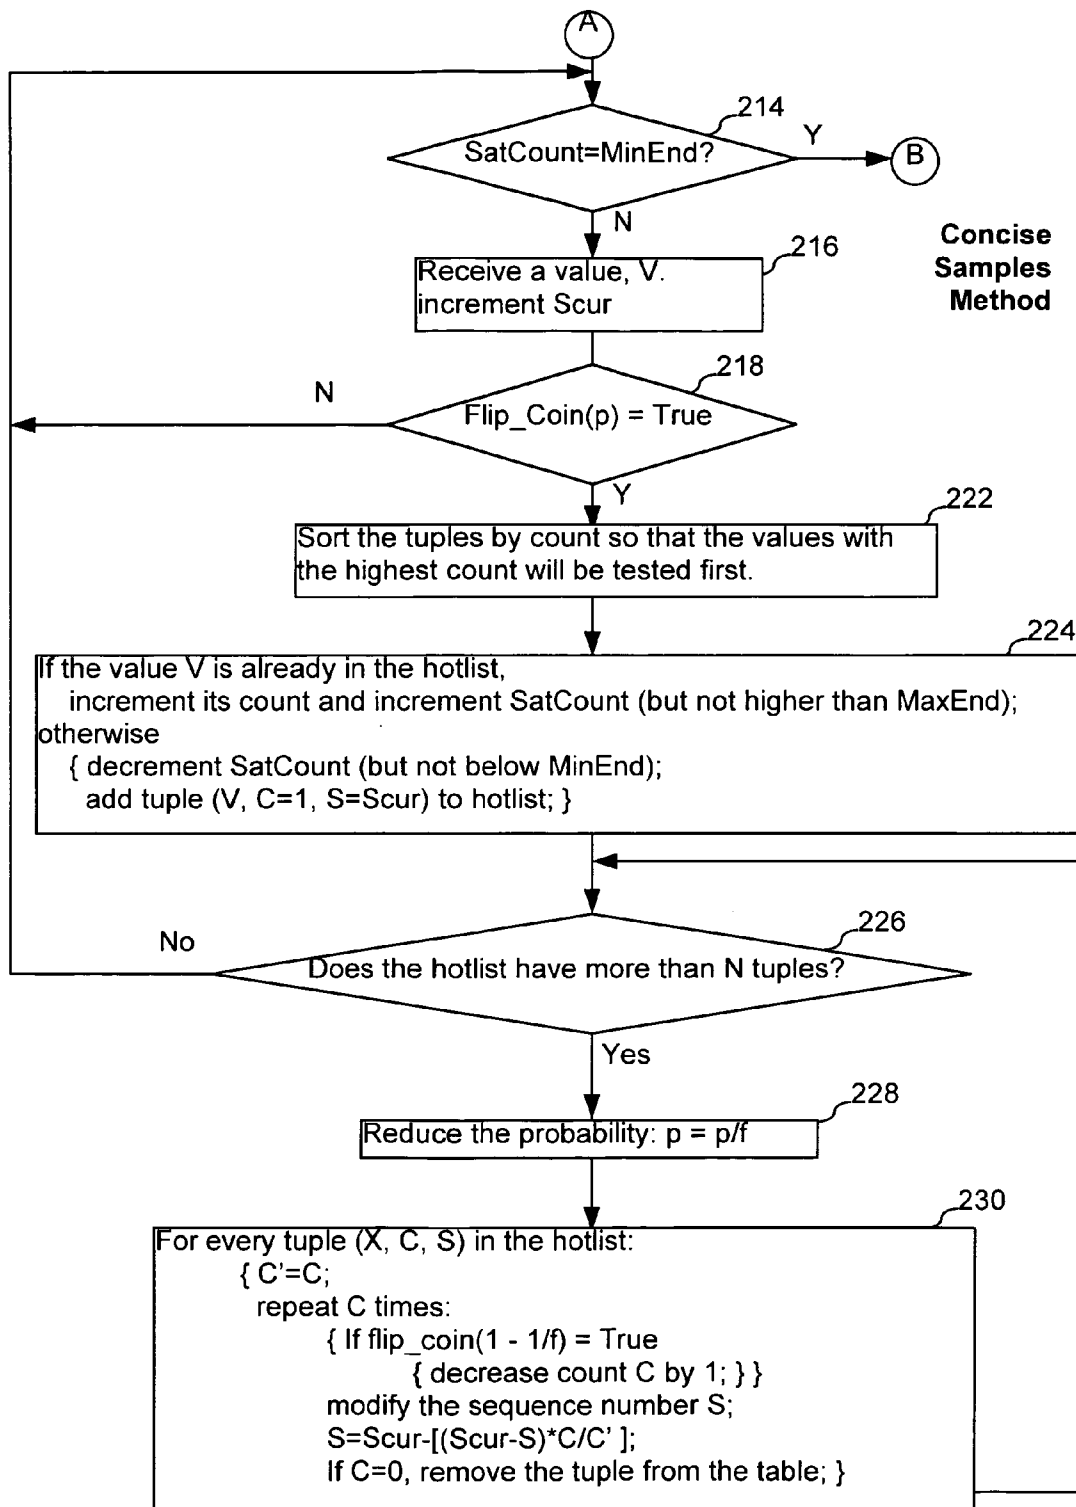 A
214
SatCount=MinEnd?
Y
B
N
Concise
Samples
Method
216
Receive a value, V.
increment Scur
218
N
Flip_Coin(p) = True
Y
222
Sort the tuples by count so that the values with
the highest count will be tested first.
224
If the value V is already in the hotlist,
increment its count and increment SatCount (but not higher than MaxEnd);
otherwise
{ decrement SatCount (but not below MinEnd);
add tuple (V, C=1, S=Scur) to hotlist; }
226
No
Does the hotlist have more than N tuples?
Yes
228
Reduce the probability: p = p/f
230
For every tuple (X, C, S) in the hotlist:
{ C'=C;
repeat C times:
{ If flip_coin(1 - 1/f) = True
{ decrease count C by 1; } }
modify the sequence number S;
S=Scur-[(Scur-S)*C/C' ];
If C=0, remove the tuple from the table; }